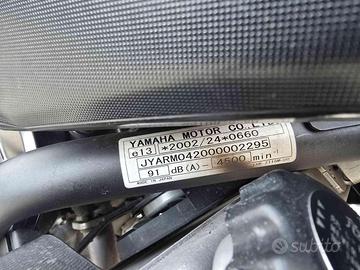 YAMAHA MOTOR CO.,LTD.
e13 *2002/24*0660
JYARM042000002295
91 dB(A) - 4500 min⁻¹
MADE IN JAPAN
subito